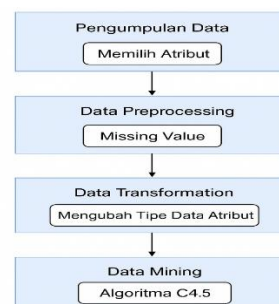 Pengumpulan Data
Memilih Atribut
Data Preprocessing
Missing Value
Data Transformation
Mengubah Tipe Data Atribut
Data Mining
Algoritma C4.5